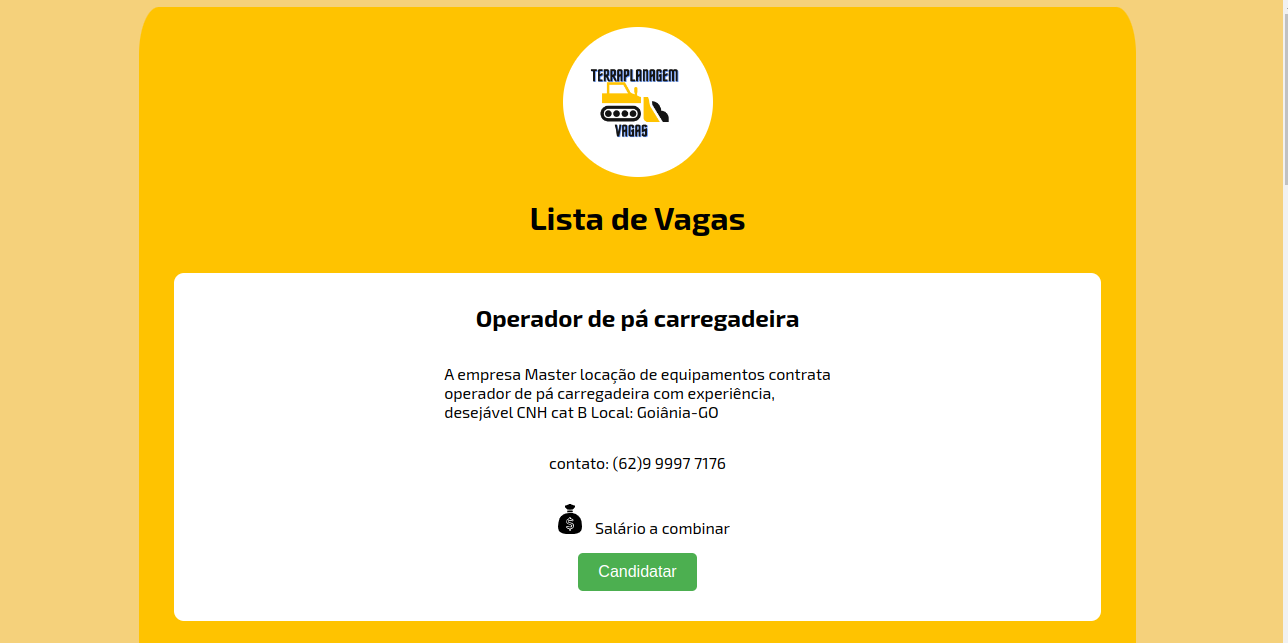 TERRAPLANAGEM
VAGAS
Lista de Vagas
Operador de pá carregadeira
A empresa Master locação de equipamentos contrata
operador de pá carregadeira com experiência,
desejável CNH cat B Local: Goiânia-GO
contato: (62)9 9997 7176
$ Salário a combinar
Candidatar